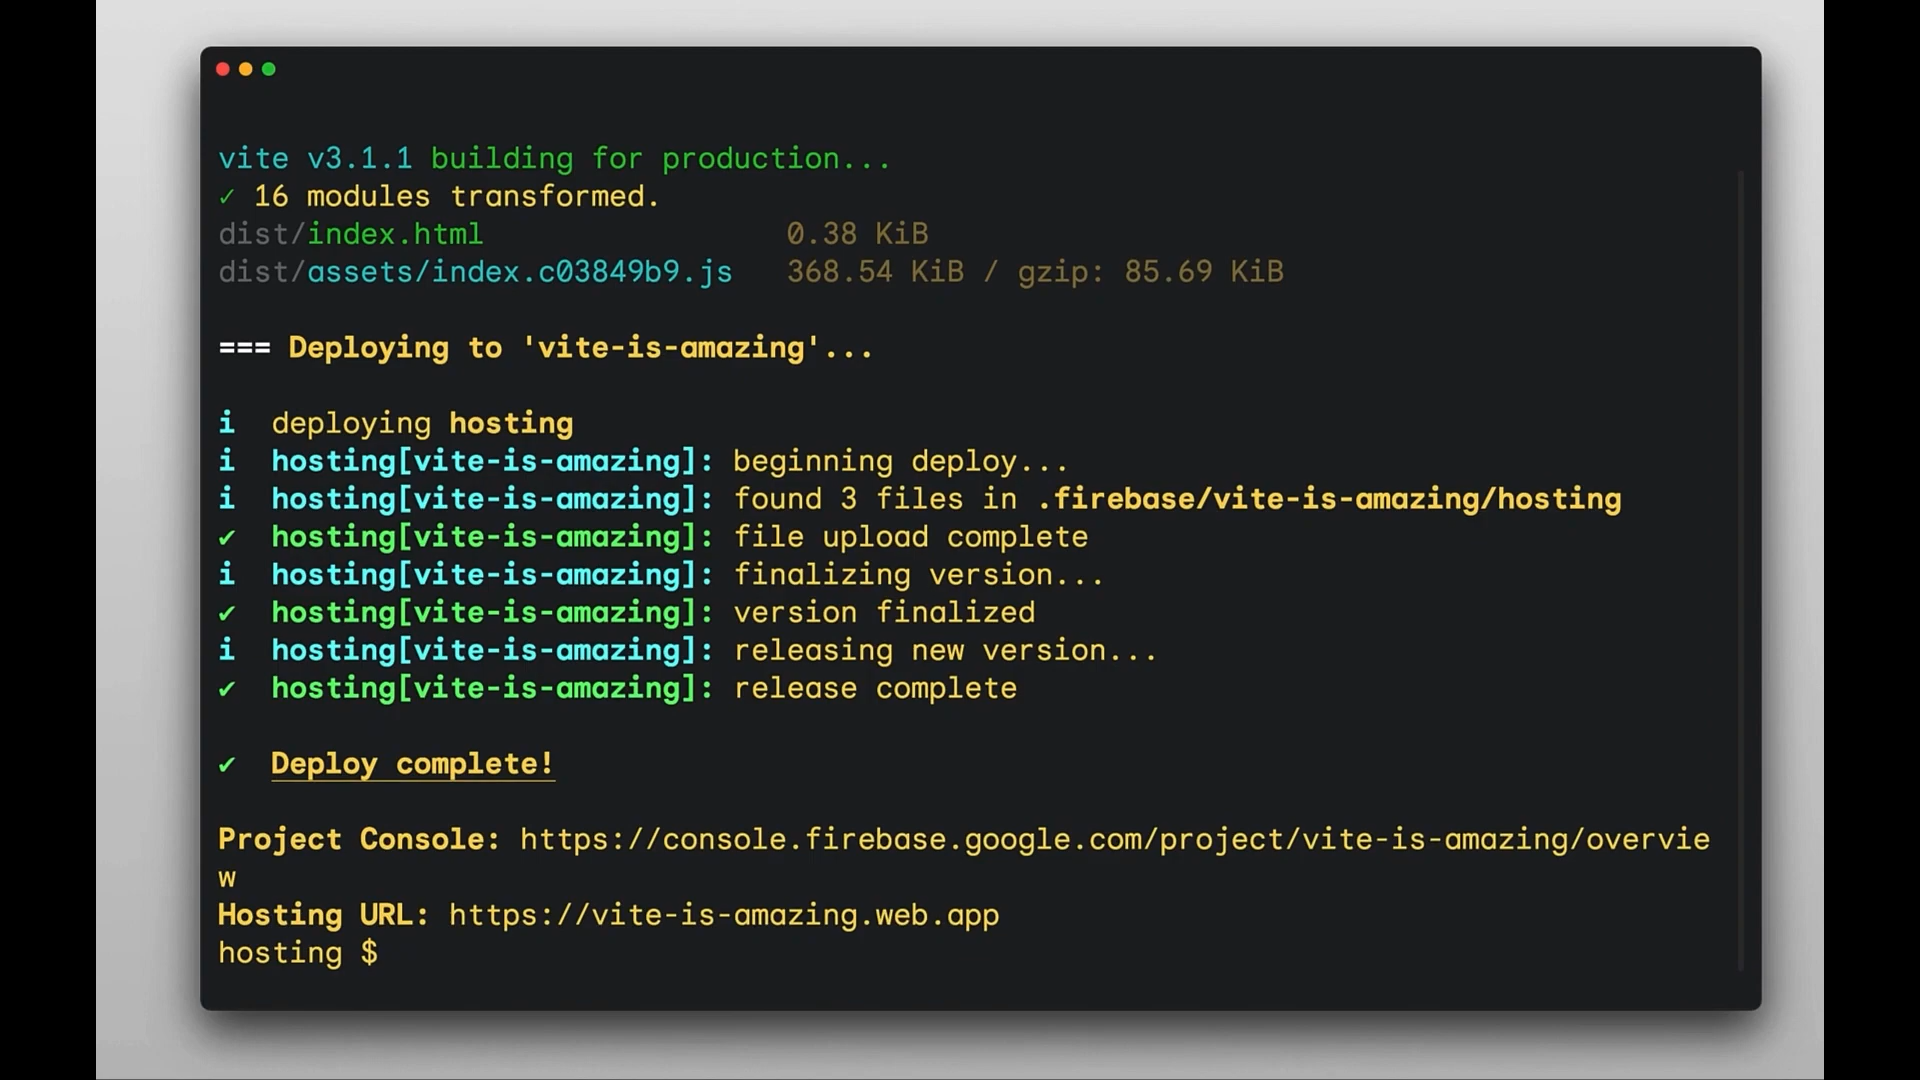 vite v3.1.1 building for production...
✓ 16 modules transformed.
dist/index.html 0.38 KiB
dist/assets/index.c03849b9.js 368.54 KiB / gzip: 85.69 KiB
=== Deploying to 'vite-is-amazing'...
i deploying hosting
i hosting[vite-is-amazing]: beginning deploy...
i hosting[vite-is-amazing]: found 3 files in .firebase/vite-is-amazing/hosting
✔ hosting[vite-is-amazing]: file upload complete
i hosting[vite-is-amazing]: finalizing version...
✔ hosting[vite-is-amazing]: version finalized
i hosting[vite-is-amazing]: releasing new version...
✔ hosting[vite-is-amazing]: release complete
✔ Deploy complete!
Project Console: https://console.firebase.google.com/project/vite-is-amazing/overvie
w
Hosting URL: https://vite-is-amazing.web.app
hosting $